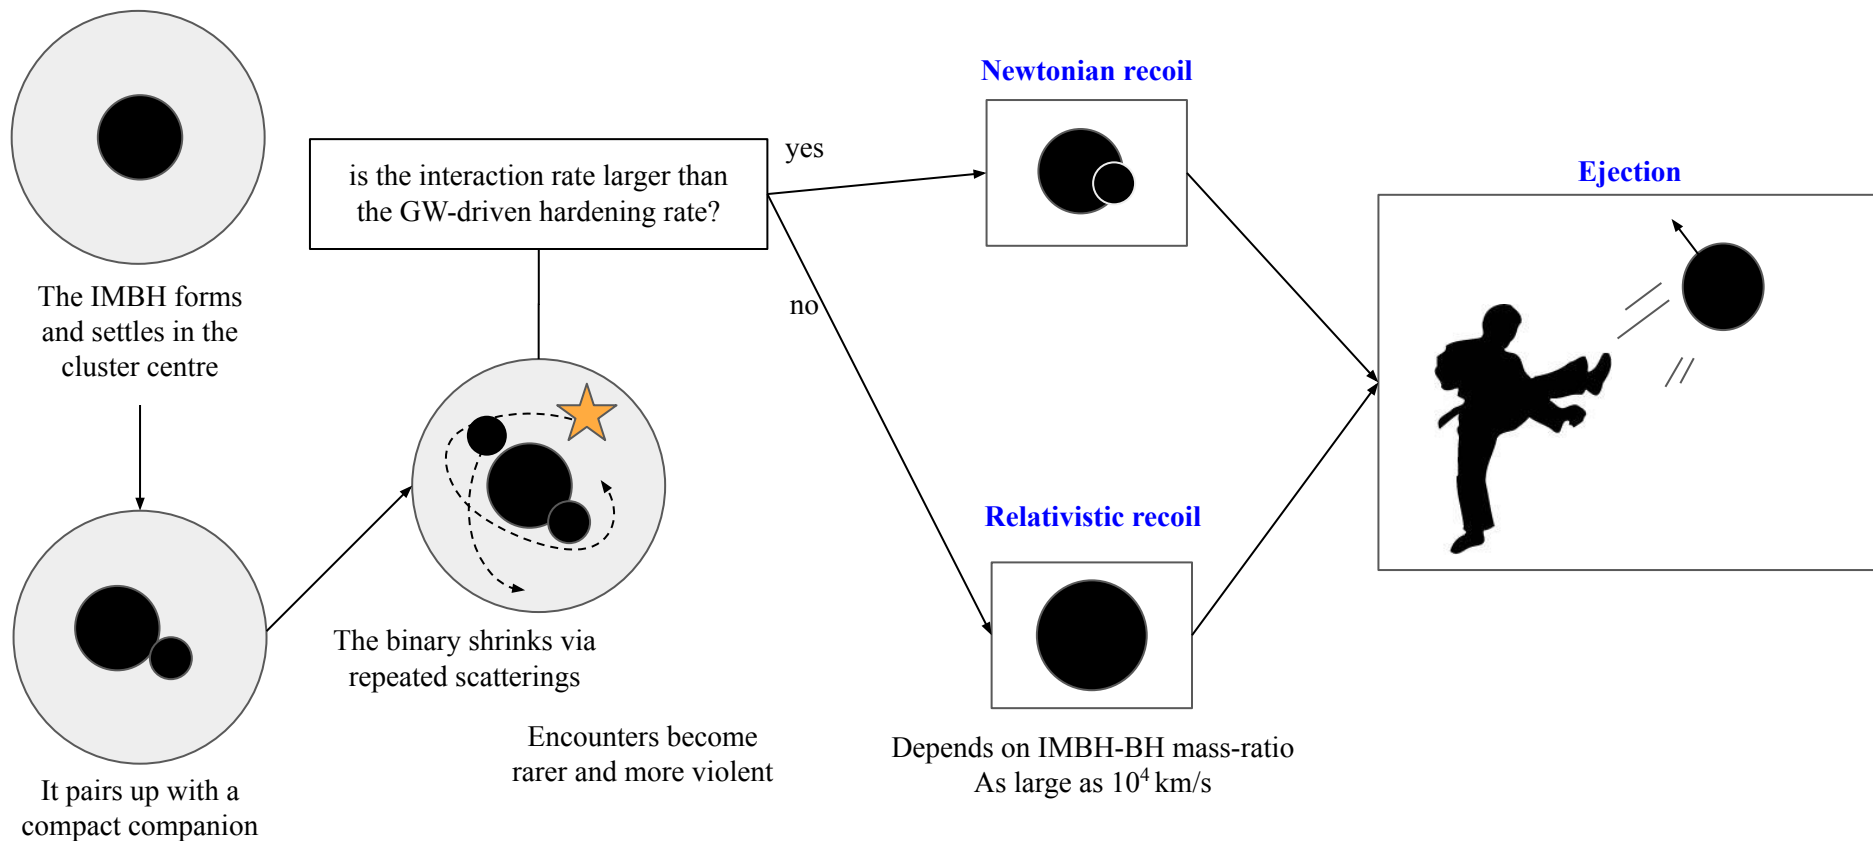 The IMBH forms
and settles in the
cluster centre
It pairs up with a
compact companion
The binary shrinks via
repeated scatterings
Encounters become
rarer and more violent
is the interaction rate larger than
the GW-driven hardening rate?
yes
no
Newtonian recoil
Relativistic recoil
Depends on IMBH-BH mass-ratio
As large as 10⁴ km/s
Ejection